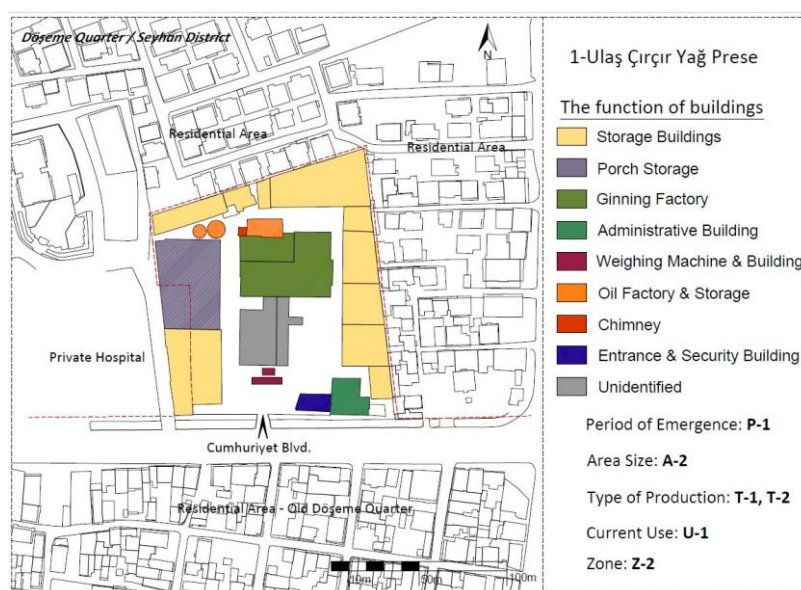 Döşeme Quarter / Seyhan District
N
Residential Area
Residential Area
Private Hospital
Cumhuriyet Blvd.
Residential Area - Old Döşeme Quarter
10m
50m
100m
1-Ulaş Çırçır Yağ Prese
The function of buildings
Storage Buildings
Porch Storage
Ginning Factory
Administrative Building
Weighing Machine & Building
Oil Factory & Storage
Chimney
Entrance & Security Building
Unidentified
Period of Emergence: P-1
Area Size: A-2
Type of Production: T-1, T-2
Current Use: U-1
Zone: Z-2